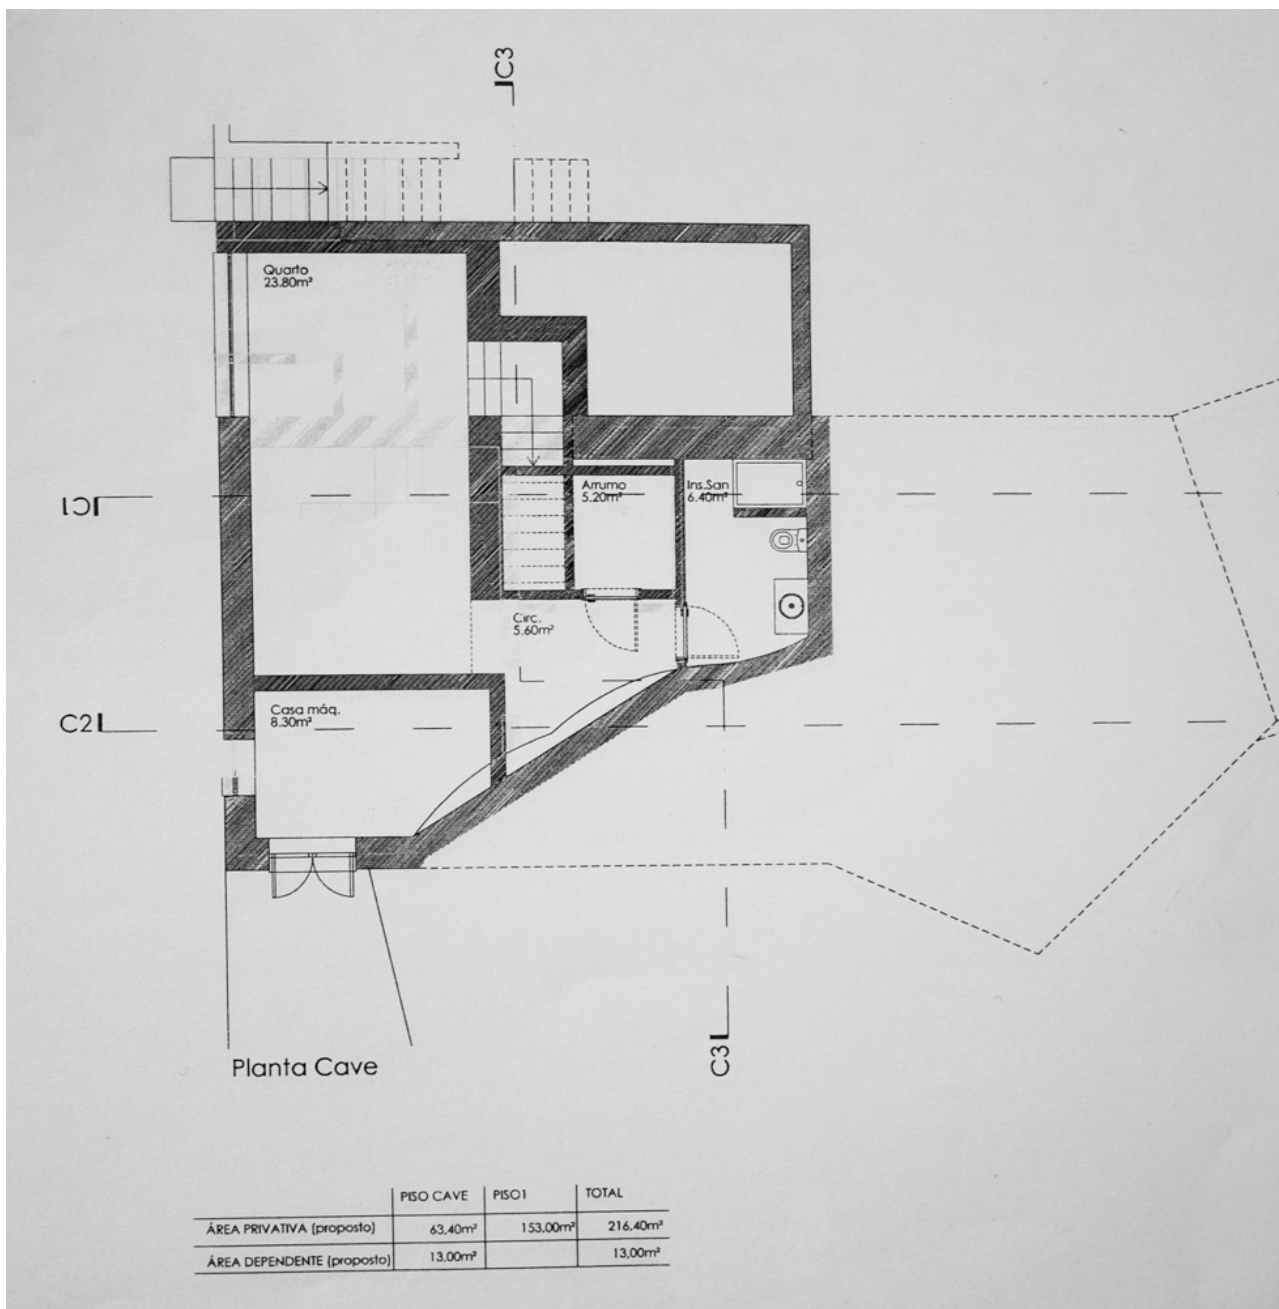 C3
Quarto
23.80m²
Arrumo
5.20m²
Ins.San
6.40m²
C1
Circ.
5.60m²
Casa máq.
8.30m²
C2
C3
Planta Cave
PISO CAVE PISO1 TOTAL
ÁREA PRIVATIVA (proposto) 63.40m² 153.00m² 216.40m²
ÁREA DEPENDENTE (proposto) 13.00m² 13.00m²